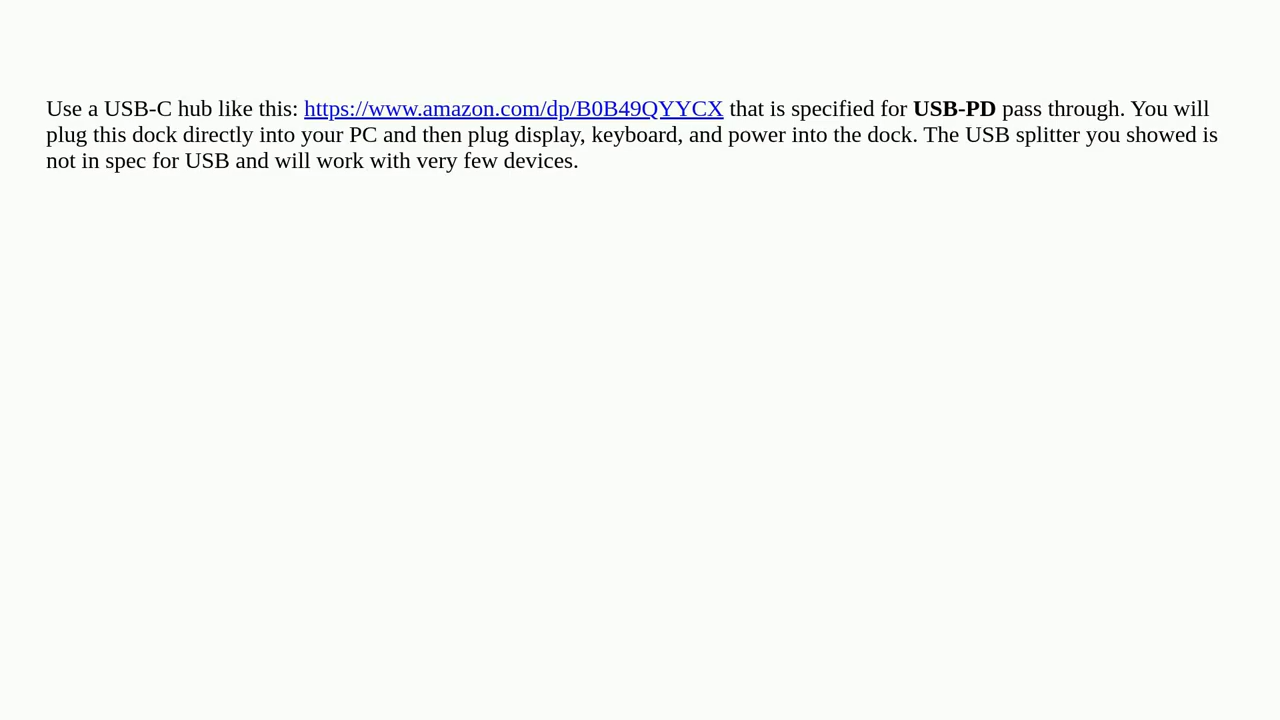 Use a USB-C hub like this: https://www.amazon.com/dp/B0B49QYYCX that is specified for USB-PD pass through. You will
plug this dock directly into your PC and then plug display, keyboard, and power into the dock. The USB splitter you showed is
not in spec for USB and will work with very few devices.